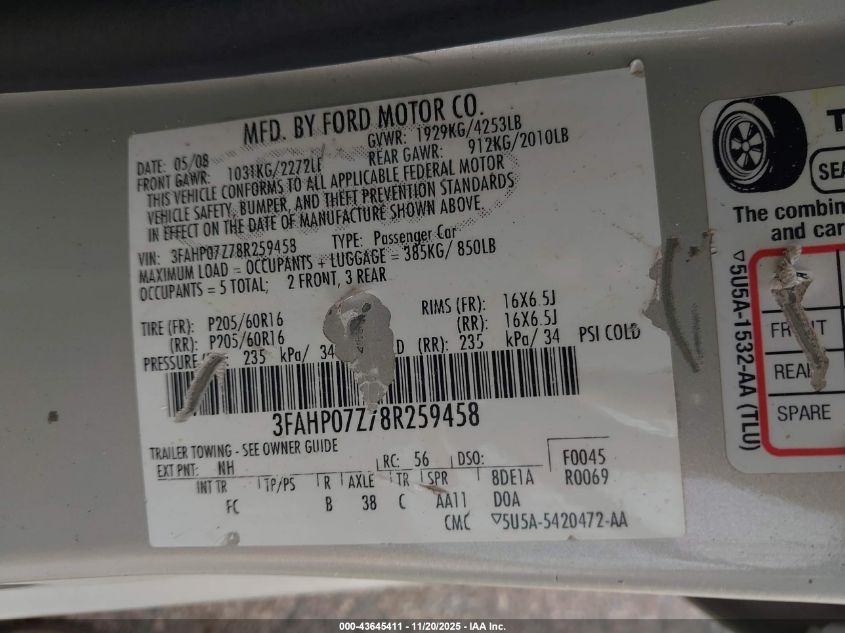 MFD. BY FORD MOTOR CO.
DATE: 05/08 GVWR: 1929KG/4253LB
FRONT GAWR: 1031KG/2272LB REAR GAWR: 912KG/2010LB
THIS VEHICLE CONFORMS TO ALL APPLICABLE FEDERAL MOTOR
VEHICLE SAFETY, BUMPER, AND THEFT PREVENTION STANDARDS
IN EFFECT ON THE DATE OF MANUFACTURE SHOWN ABOVE.
VIN: 3FAHP07Z78R259458 TYPE: Passenger Car
MAXIMUM LOAD = OCCUPANTS + LUGGAGE = 385KG/ 850LB
OCCUPANTS = 5 TOTAL; 2 FRONT, 3 REAR
TIRE (FR): P205/60R16 RIMS (FR): 16X6.5J
(RR): P205/60R16 (RR): 16X6.5J
PRESSURE 235 kPa/ 34 (RR): 235 kPa/ 34 PSI COLD
3FAHP07Z78R259458
TRAILER TOWING - SEE OWNER GUIDE
EXT PNT: NH RC: 56 DSO: F0045
INT TR TP/PS R AXLE TR SPR 8DE1A R0069
FC B 38 C AA11 D0A
CMC ▽5U5A-5420472-AA
T
SEA
The combin
and car
FRONT
REAR
SPARE
▽5U5A-1532-AA (TLU)
000-43645411 | 11/20/2025 | IAA Inc.